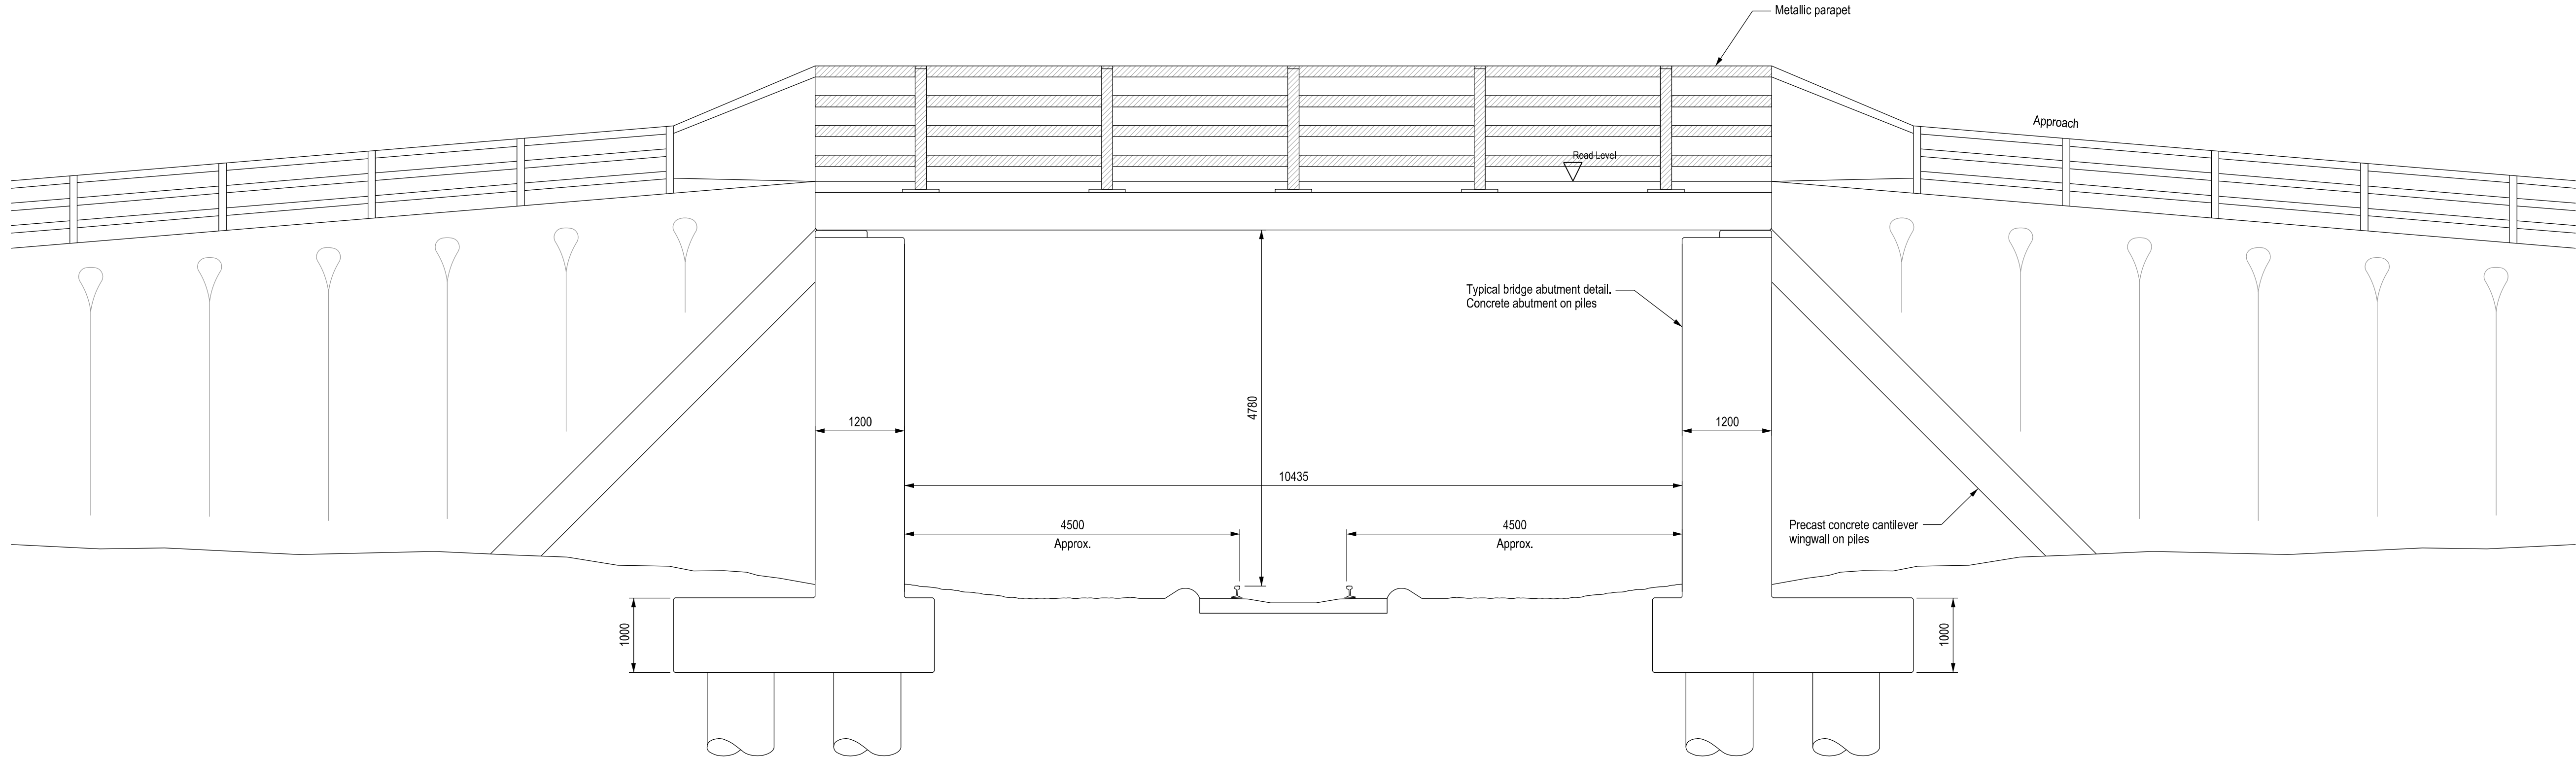 Metallic parapet
Approach
Road Level
Typical bridge abutment detail.
Concrete abutment on piles
4780
1200
1200
10435
4500
Approx.
4500
Approx.
Precast concrete cantilever
wingwall on piles
1000
1000